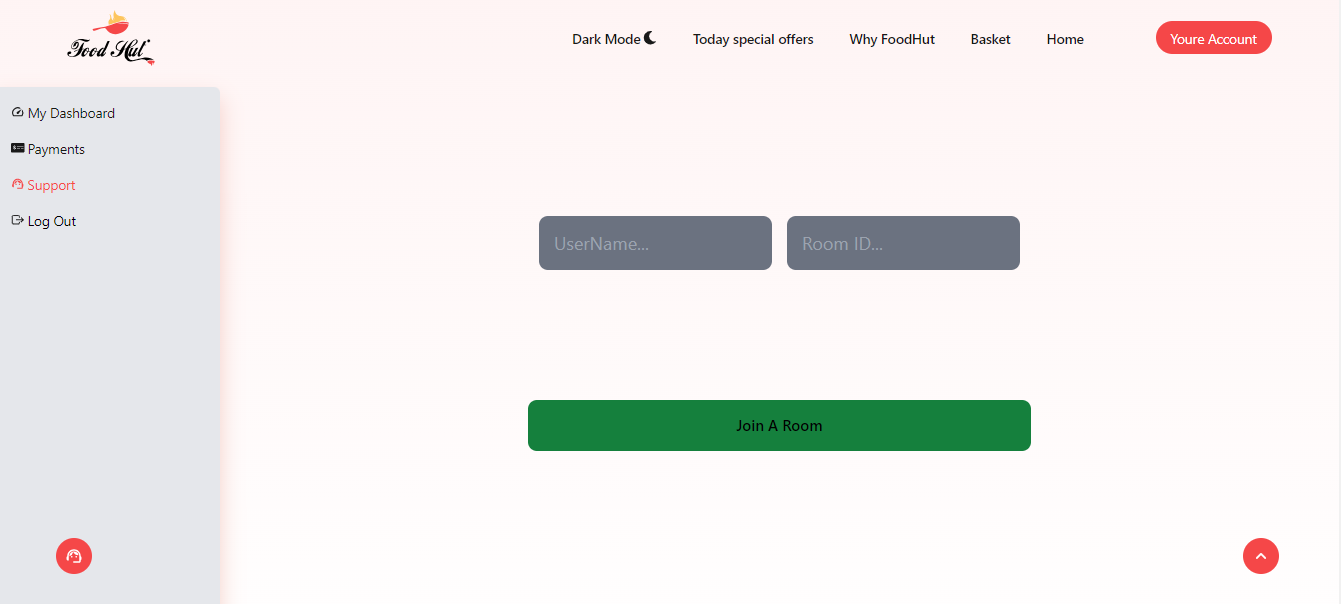 Food Hut
Dark Mode
Today special offers
Why FoodHut
Basket
Home
Youre Account
My Dashboard
Payments
Support
Log Out
UserName...
Room ID...
Join A Room